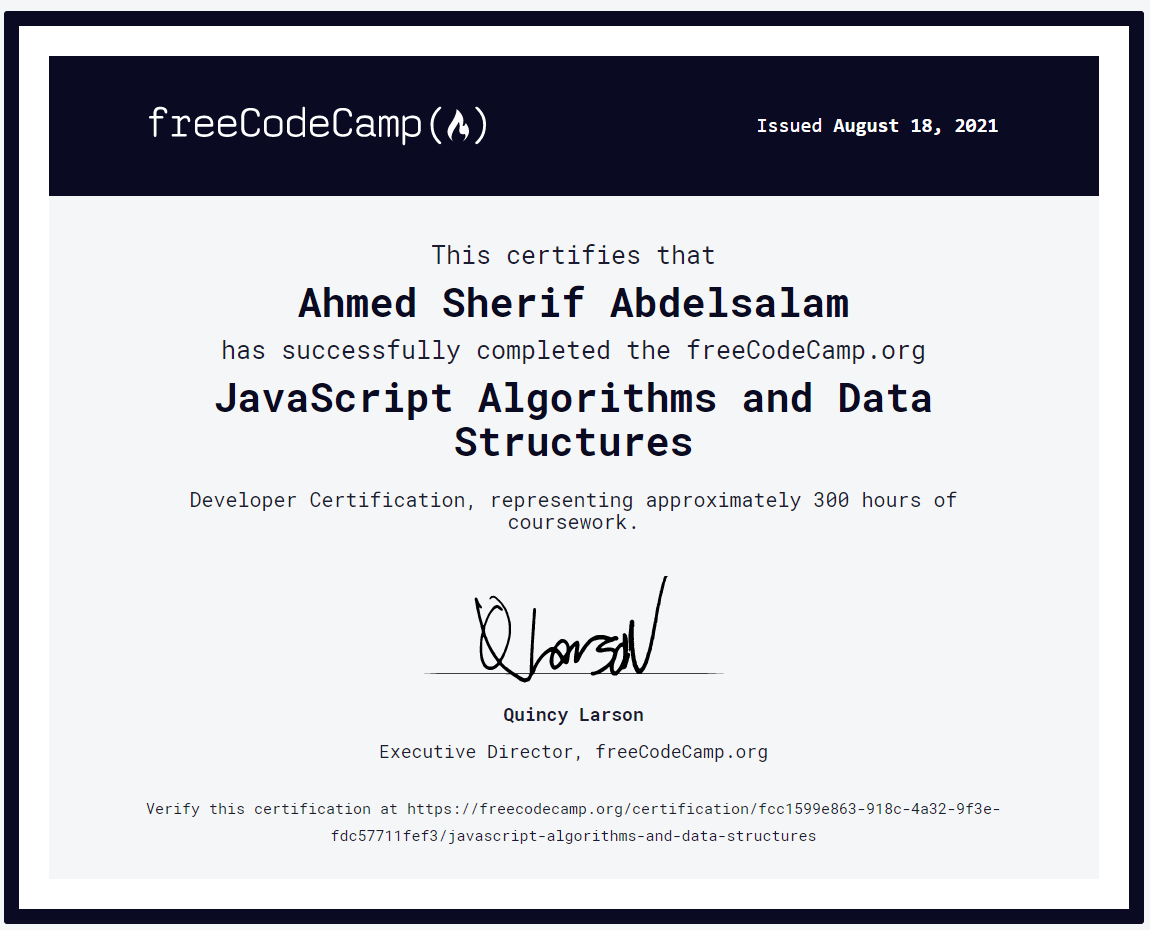 freeCodeCamp(🔥)
Issued August 18, 2021
This certifies that
Ahmed Sherif Abdelsalam
has successfully completed the freeCodeCamp.org
JavaScript Algorithms and Data
Structures
Developer Certification, representing approximately 300 hours of
coursework.
Q Larson
Quincy Larson
Executive Director, freeCodeCamp.org
Verify this certification at https://freecodecamp.org/certification/fcc1599e863-918c-4a32-9f3e-
fdc57711fef3/javascript-algorithms-and-data-structures